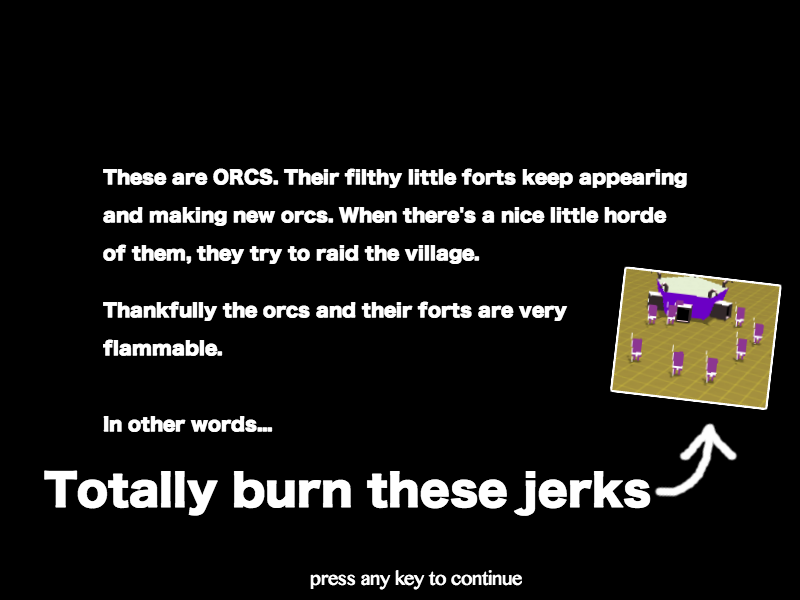 These are ORCS. Their filthy little forts keep appearing
and making new orcs. When there's a nice little horde
of them, they try to raid the village.
Thankfully the orcs and their forts are very
flammable.
In other words...
Totally burn these jerks
press any key to continue